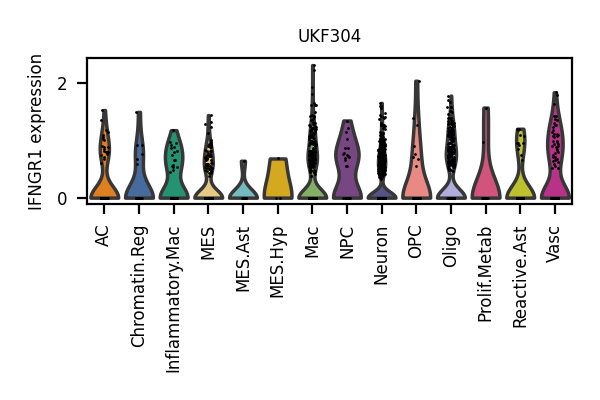 UKF304
IFNGR1 expression
2
0
AC
Chromatin.Reg
Inflammatory.Mac
MES
MES.Ast
MES.Hyp
Mac
NPC
Neuron
OPC
Oligo
Prolif.Metab
Reactive.Ast
Vasc